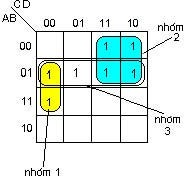 CD
AB
00 01 11 10
00 1 1
nhóm 2
01 1 1 1 1
11 1
10
nhóm 3
nhóm 1